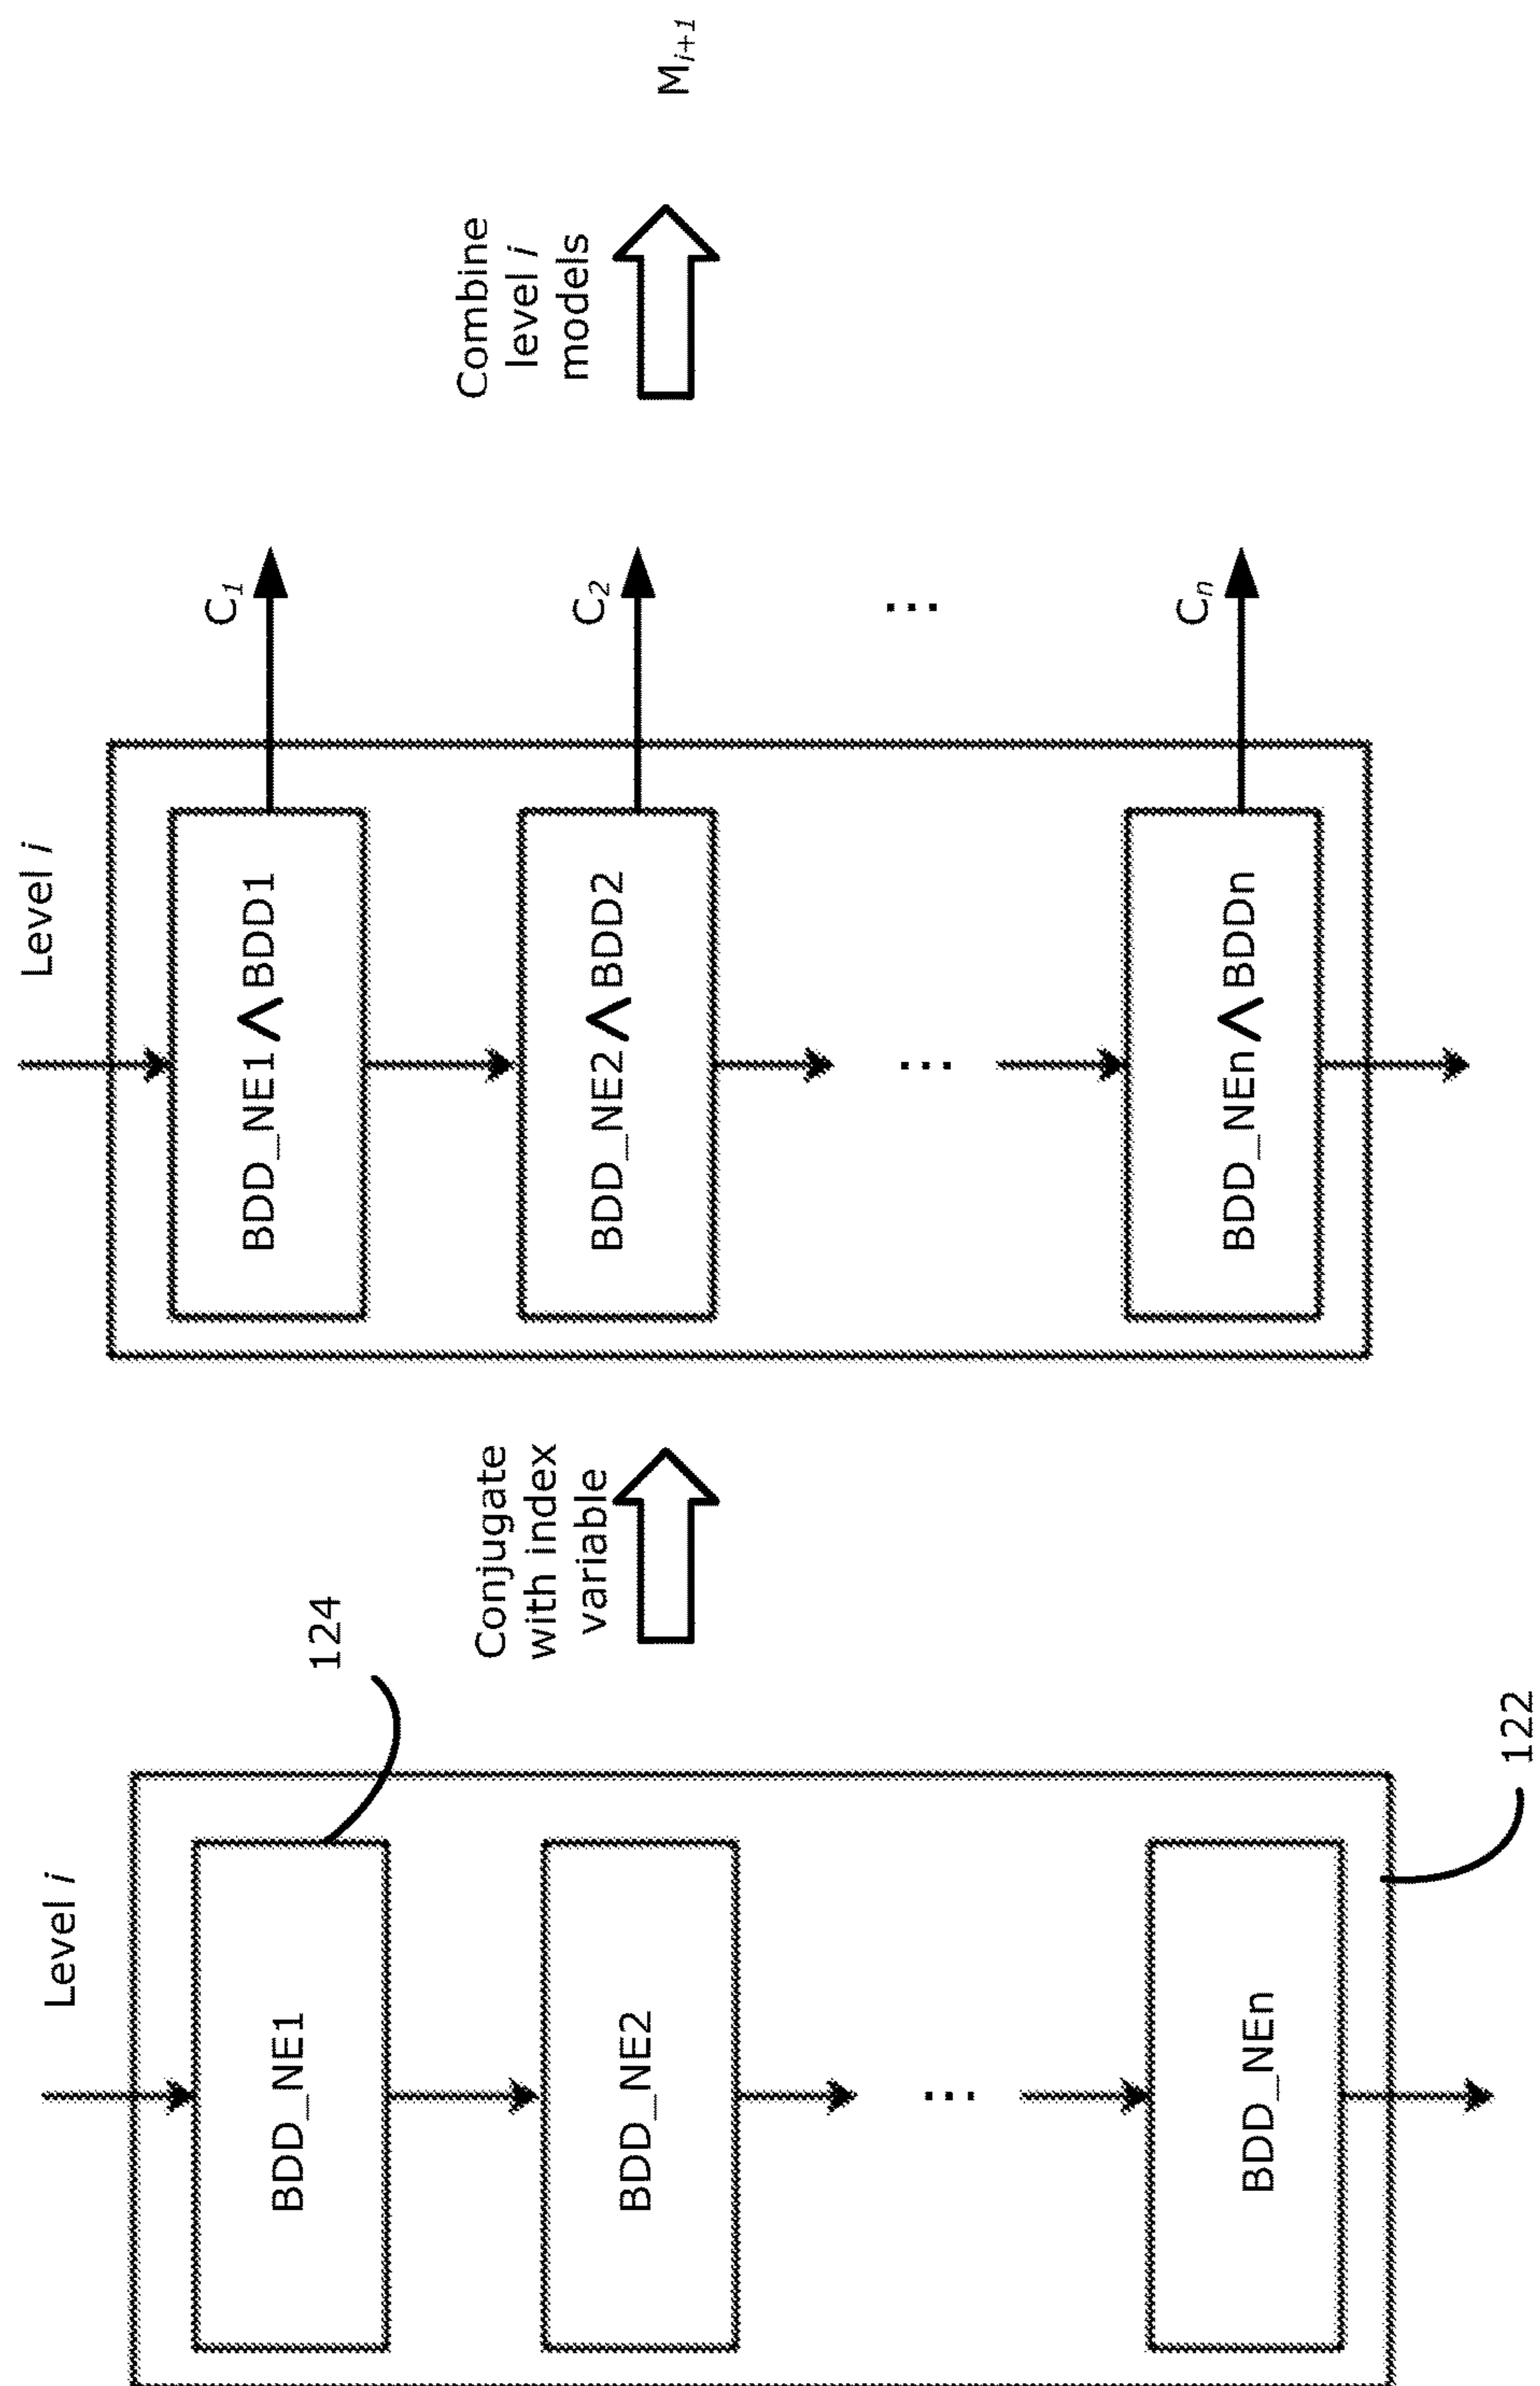 Level i
BDD_NE1
124
BDD_NE2
...
BDD_NEn
122
Conjugate
with index
variable
Level i
BDD_NE1 ∧ BDD1
C1
BDD_NE2 ∧ BDD2
C2
...
...
BDD_NEn ∧ BDDn
Cn
Combine
level i
models
Mi+1